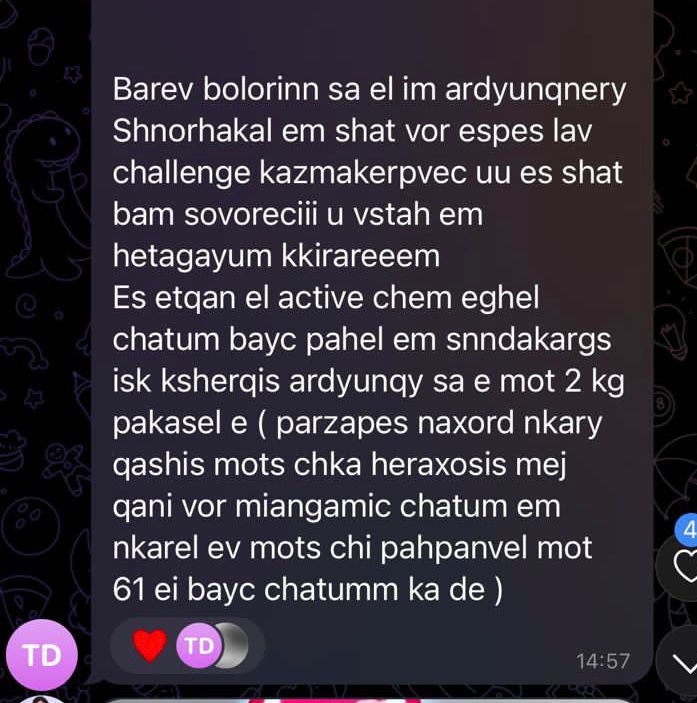 Barev bolorinn sa el im ardyunqnery
Shnorhakal em shat vor espes lav
challenge kazmakerpvec uu es shat
bam sovoreciii u vstah em
hetagayum kkirareeem
Es etqan el active chem eghel
chatum bayc pahel em snndakargs
isk ksherqis ardyunqy sa e mot 2 kg
pakasel e ( parzapes naxord nkary
qashis mots chka heraxosis mej
qani vor miangamic chatum em
nkarel ev mots chi pahpanvel mot
61 ei bayc chatumm ka de )
TD
TD
14:57
4